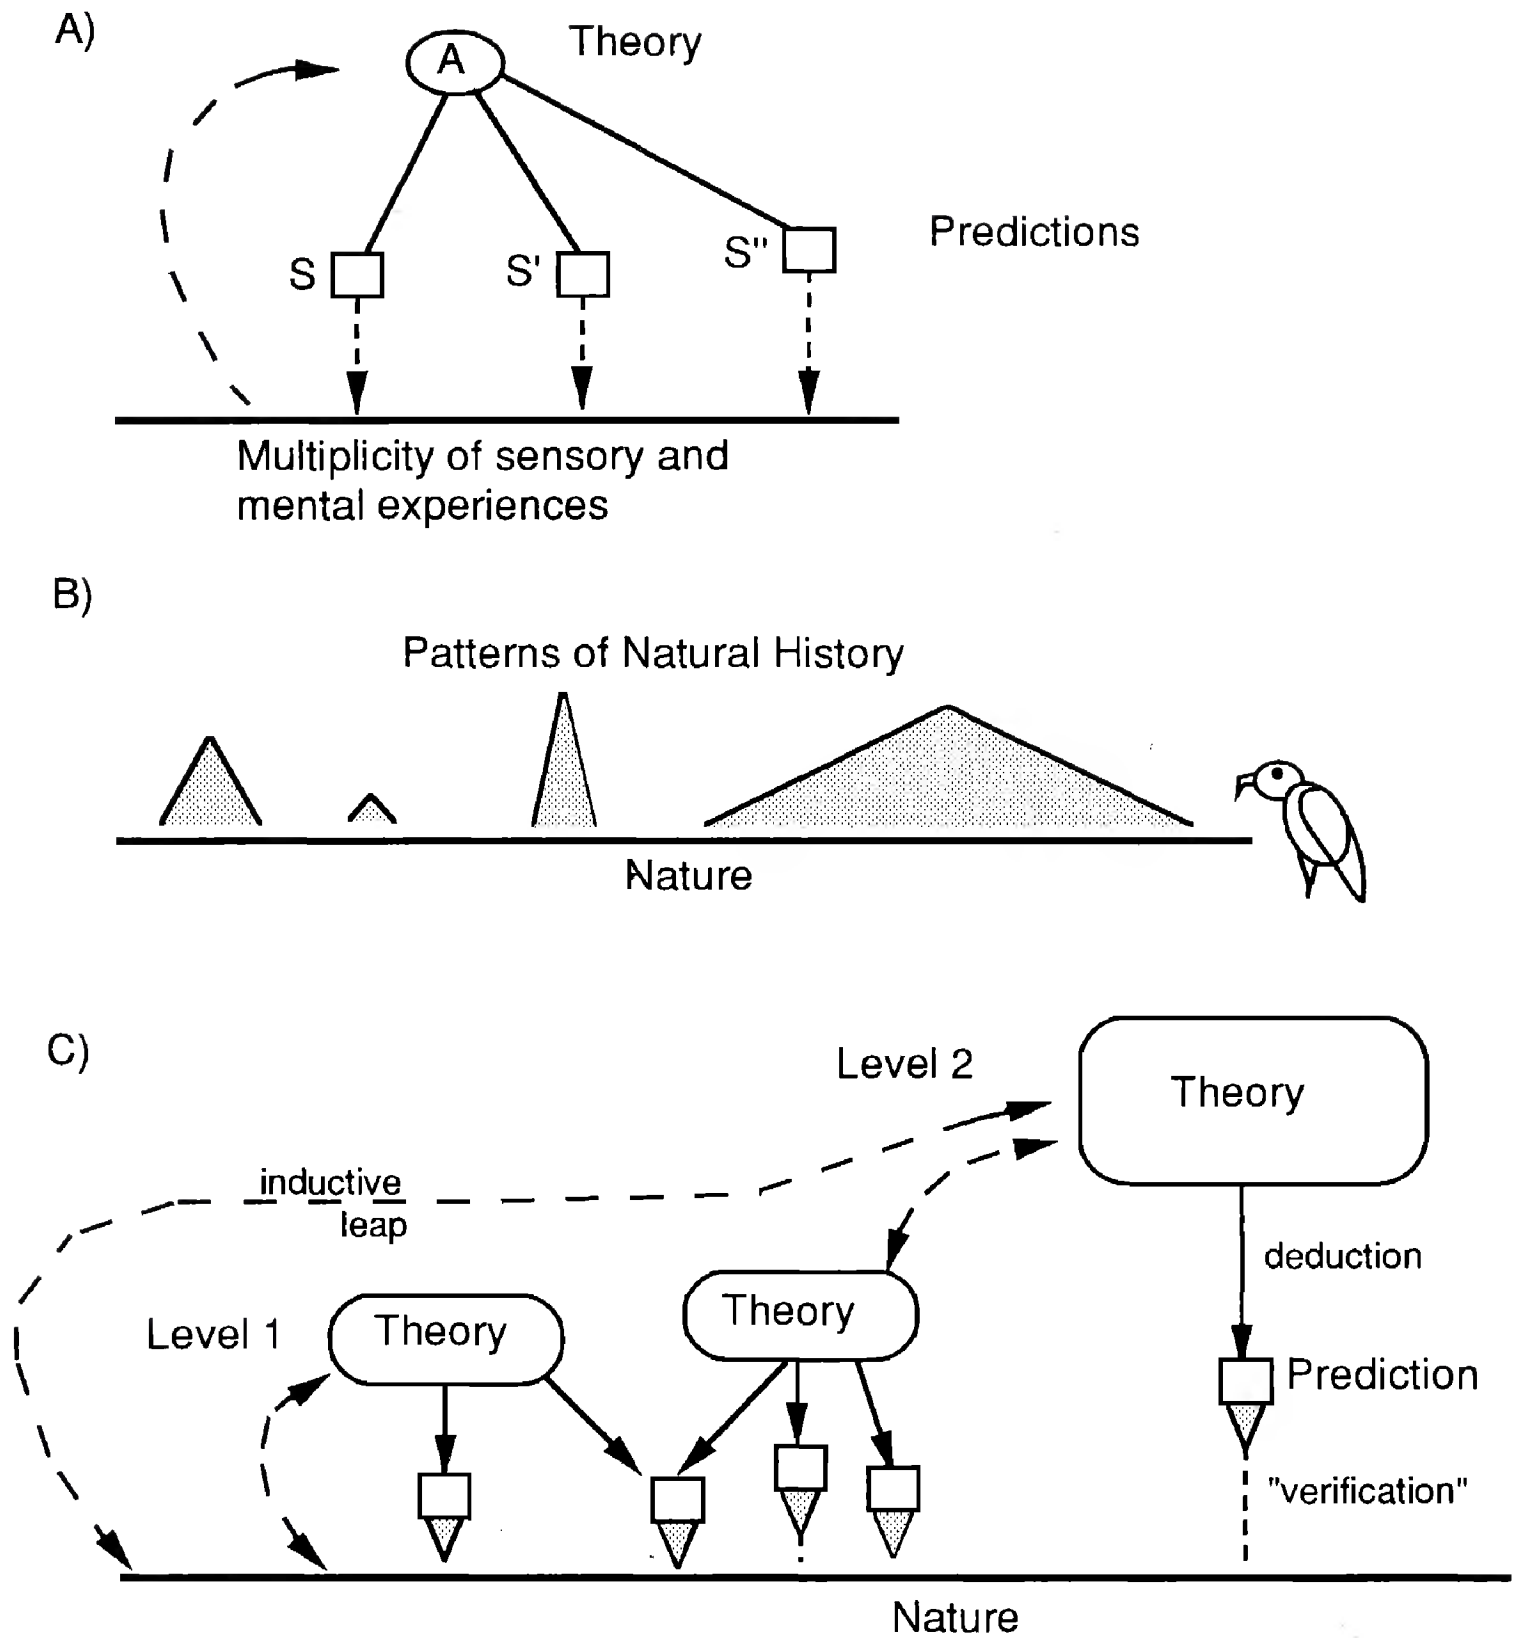 A)
A
Theory
S
S'
S"
Predictions
Multiplicity of sensory and
mental experiences
B)
Patterns of Natural History
Nature
C)
Level 2
Theory
inductive
leap
deduction
Level 1
Theory
Theory
Prediction
"verification"
Nature